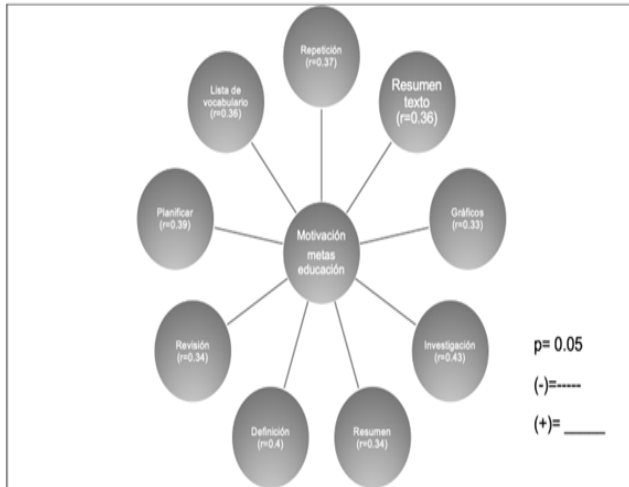 Repetición
(r=0.37)
Resumen
texto
(r=0.36)
Gráficos
(r=0.33)
Investigación
(r=0.43)
Resumen
(r=0.34)
Definición
(r=0.4)
Revisión
(r=0.34)
Planificar
(r=0.39)
Lista de
vocabulario
(r=0.36)
Motivación
metas
educación
p= 0.05
(-)=-----
(+)= _____